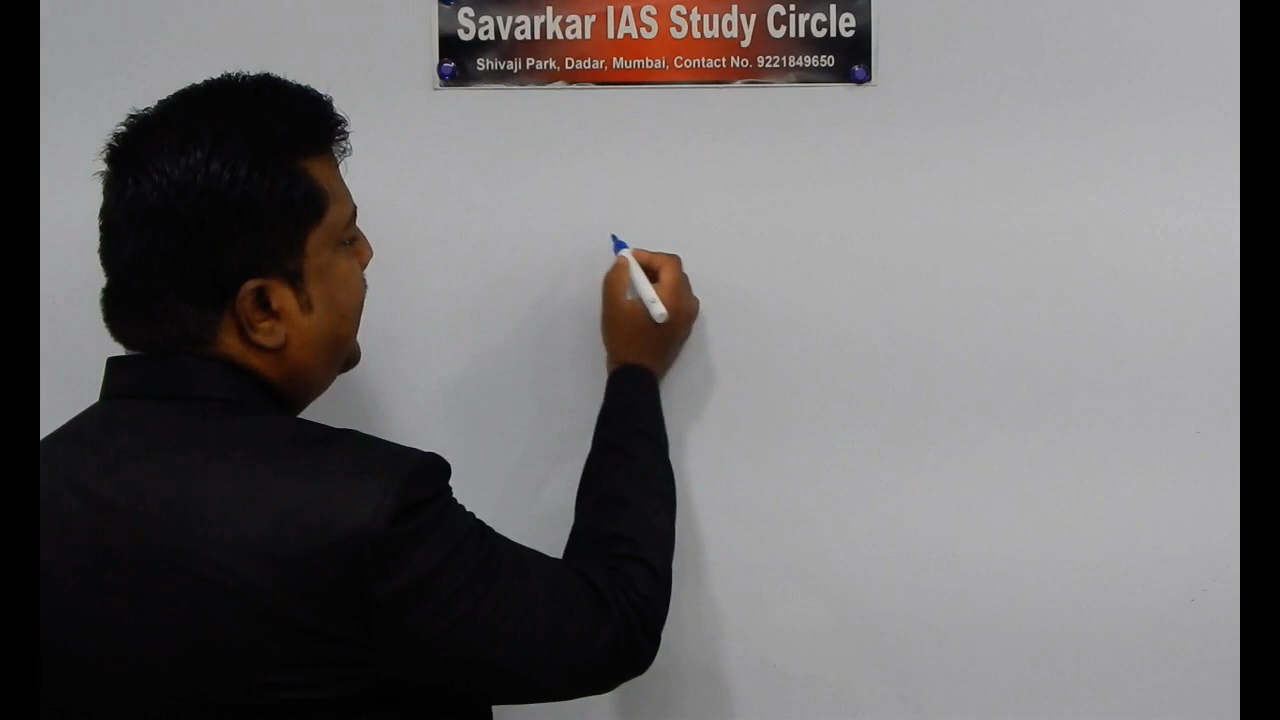 Savarkar IAS Study Circle
Shivaji Park, Dadar, Mumbai, Contact No. 9221849650